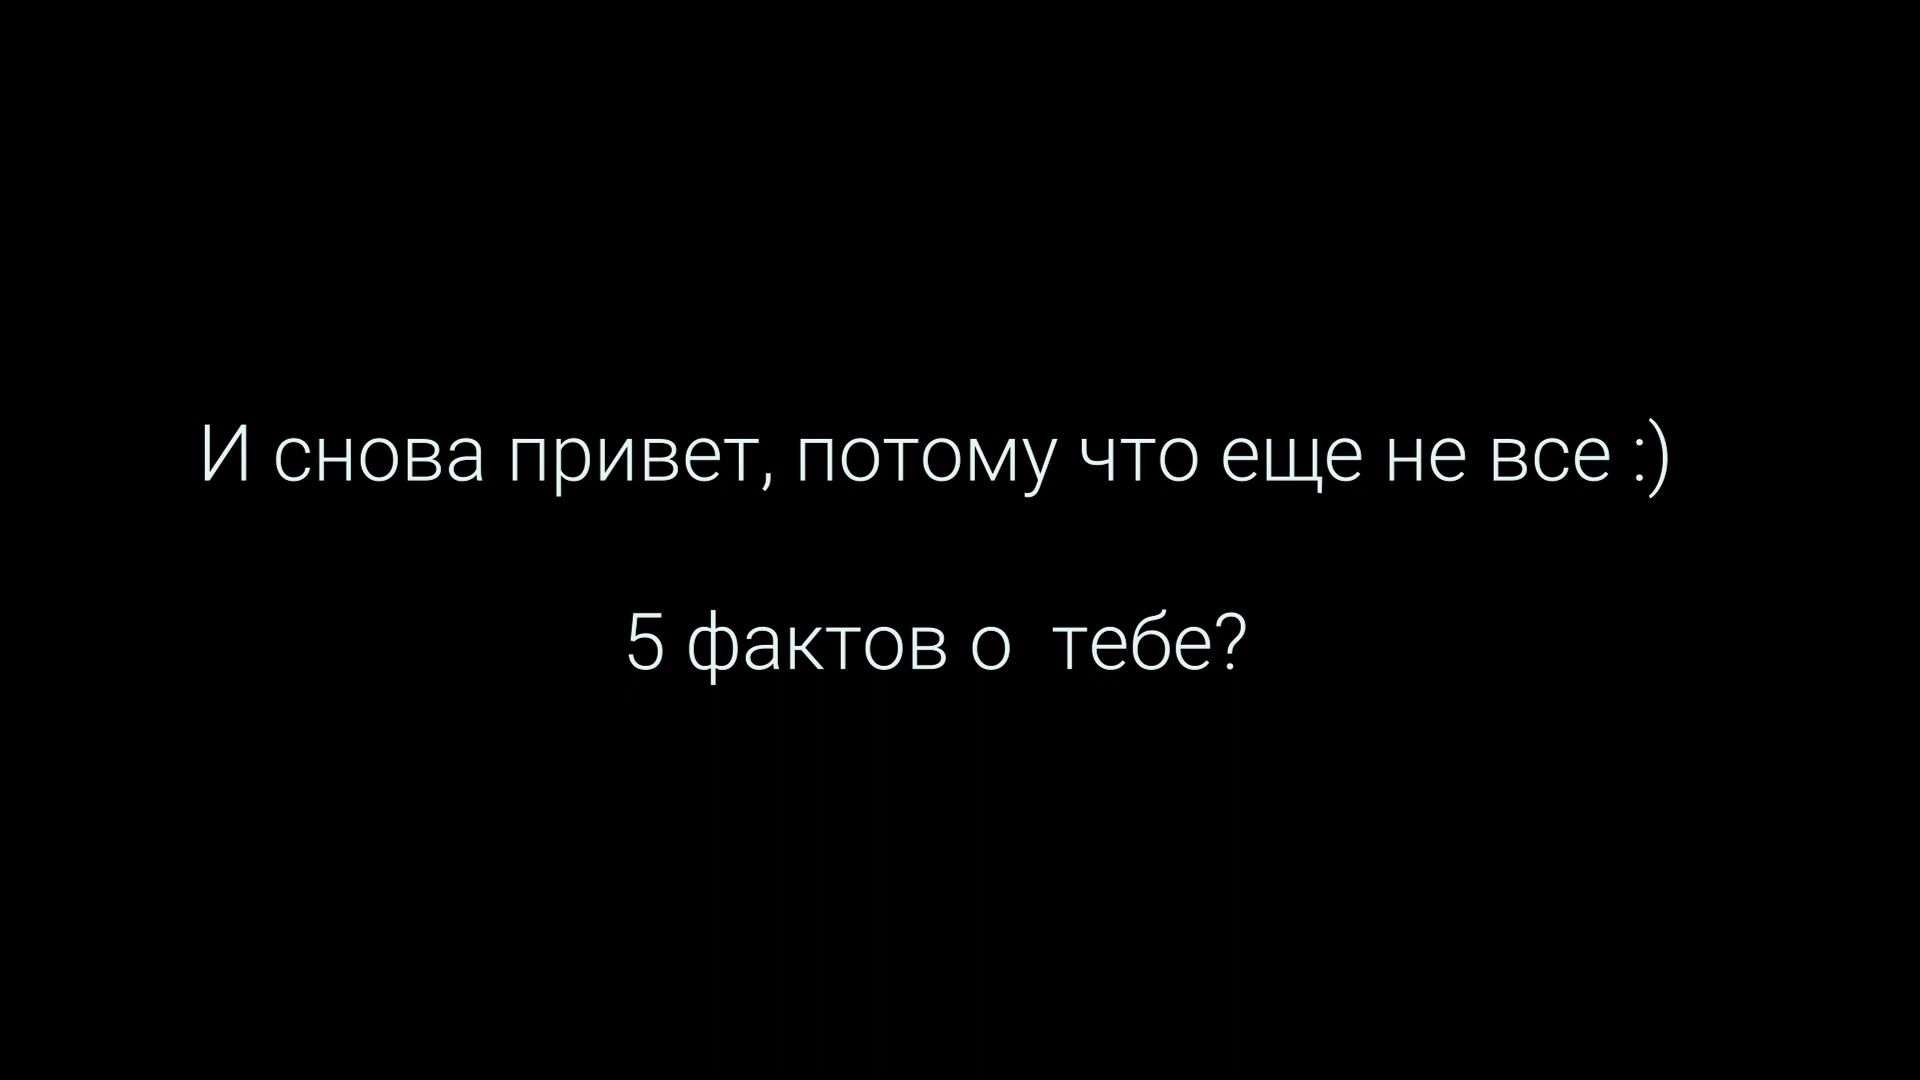 И снова привет, потому что еще не все :)
5 фактов о  тебе?